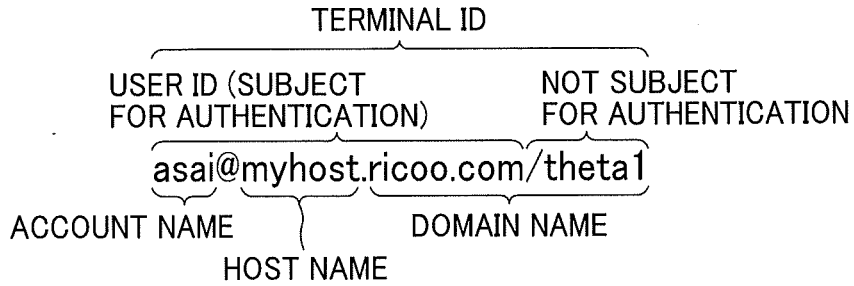 TERMINAL ID
USER ID (SUBJECT
FOR AUTHENTICATION)
NOT SUBJECT
FOR AUTHENTICATION
asai@myhost.ricoo.com/theta1
ACCOUNT NAME
DOMAIN NAME
HOST NAME